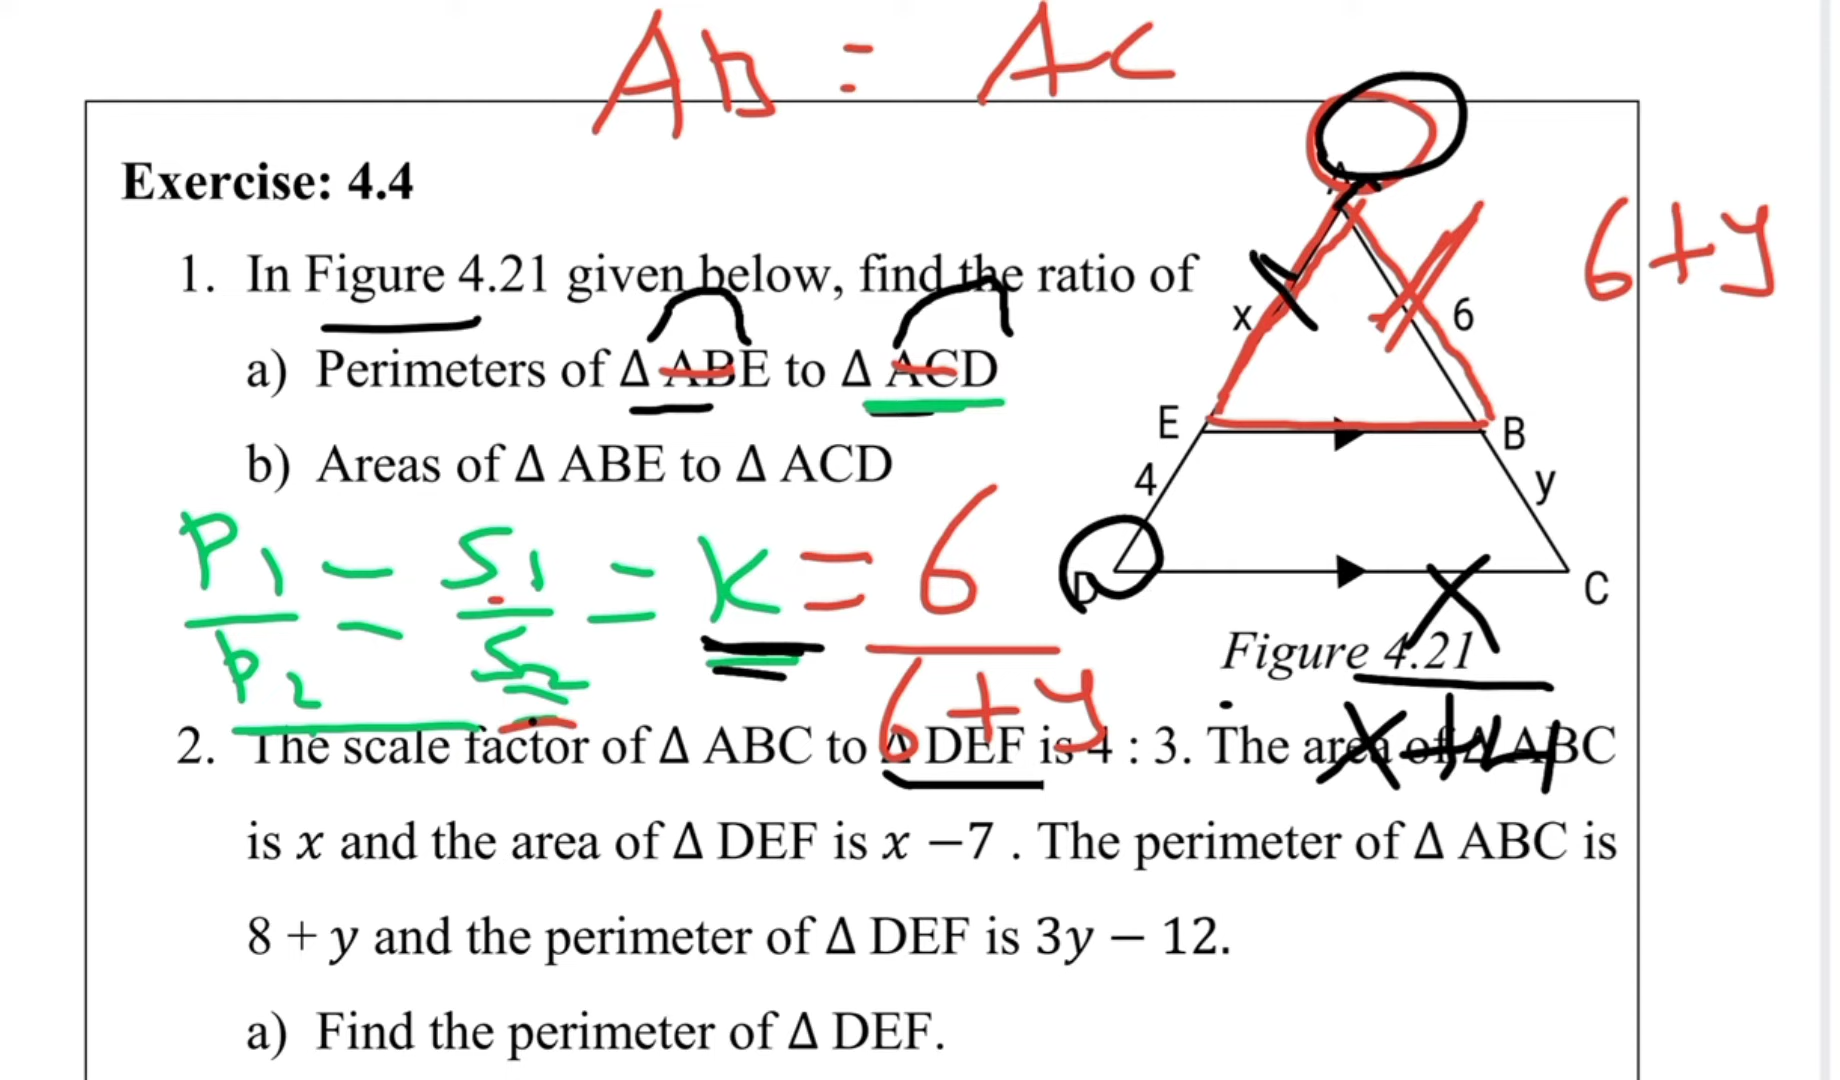 AB = AC
Exercise: 4.4
1. In Figure 4.21 given below, find the ratio of
a) Perimeters of Δ ABE to Δ ACD
b) Areas of Δ ABE to Δ ACD
A
x
6
6+y
E
B
4
y
D
C
P1/P2 = S1/S2 = K = 6/6+y
Figure 4.21
x/x+4
2. The scale factor of Δ ABC to Δ DEF is 4 : 3. The area of Δ ABC
is x and the area of Δ DEF is x −7 . The perimeter of Δ ABC is
8 + y and the perimeter of Δ DEF is 3y − 12.
a) Find the perimeter of Δ DEF.